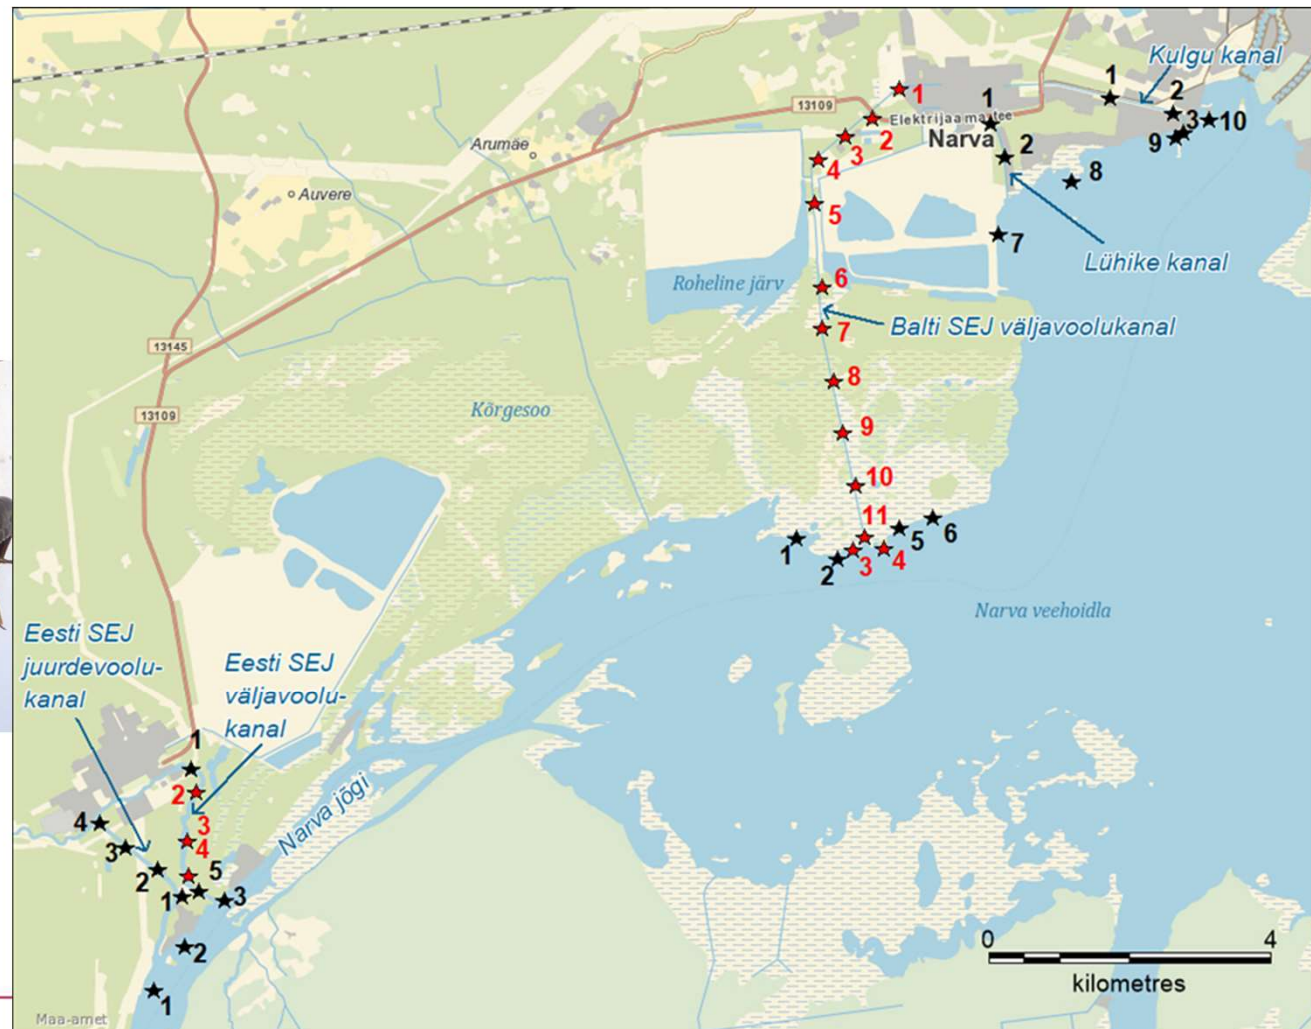 Kulgu kanal
1
2
3
10
9
1
13109
Elektrijaa
Narva
1
2
3
4
5
2
8
7
Lühike kanal
Arumäe
Auvere
Roheline järv
6
Balti SEJ väljavoolukanal
7
8
9
10
11
13145
13109
Kõrgesoo
1
2
3
4
5
6
Narva veehoidla
Eesti SEJ
juurdevoolu-
kanal
Eesti SEJ
väljavoolu-
kanal
Narva jõgi
1
2
3
4
5
4
3
2
1
3
2
1
0
4
kilometres
Maa-amet